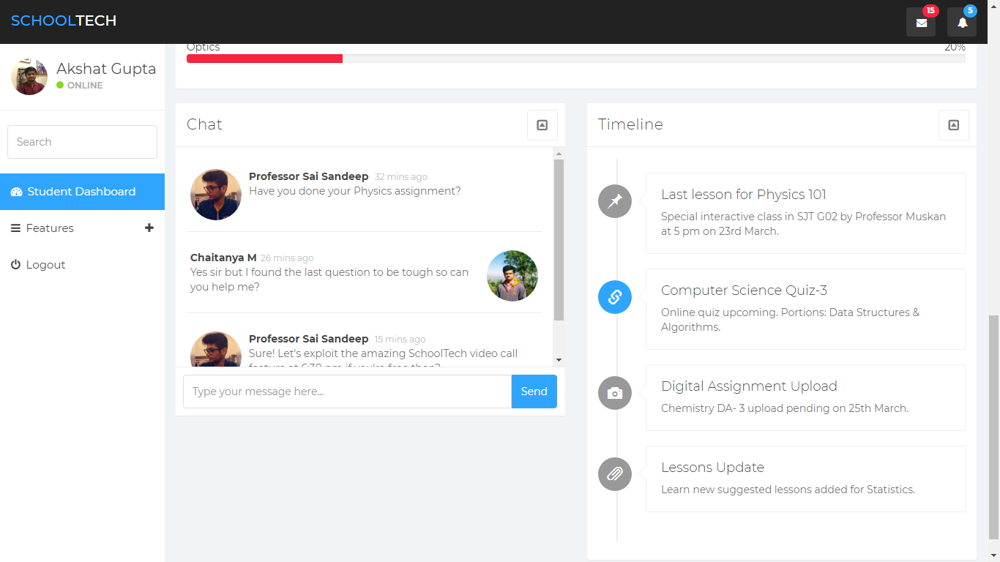 SCHOOLTECH
15
5
Akshat Gupta
ONLINE
Search
Student Dashboard
Features
Logout
Optics 20%
Chat
Professor Sai Sandeep 32 mins ago
Have you done your Physics assignment?
Chaitanya M 26 mins ago
Yes sir but I found the last question to be tough so can
you help me?
Professor Sai Sandeep 15 mins ago
Sure! Let's exploit the amazing SchoolTech video call
feature at 6:30 pm if you're free then?
Type your message here...
Send
Timeline
Last lesson for Physics 101
Special interactive class in SJT G02 by Professor Muskan
at 5 pm on 23rd March.
Computer Science Quiz-3
Online quiz upcoming. Portions: Data Structures &
Algorithms.
Digital Assignment Upload
Chemistry DA- 3 upload pending on 25th March.
Lessons Update
Learn new suggested lessons added for Statistics.